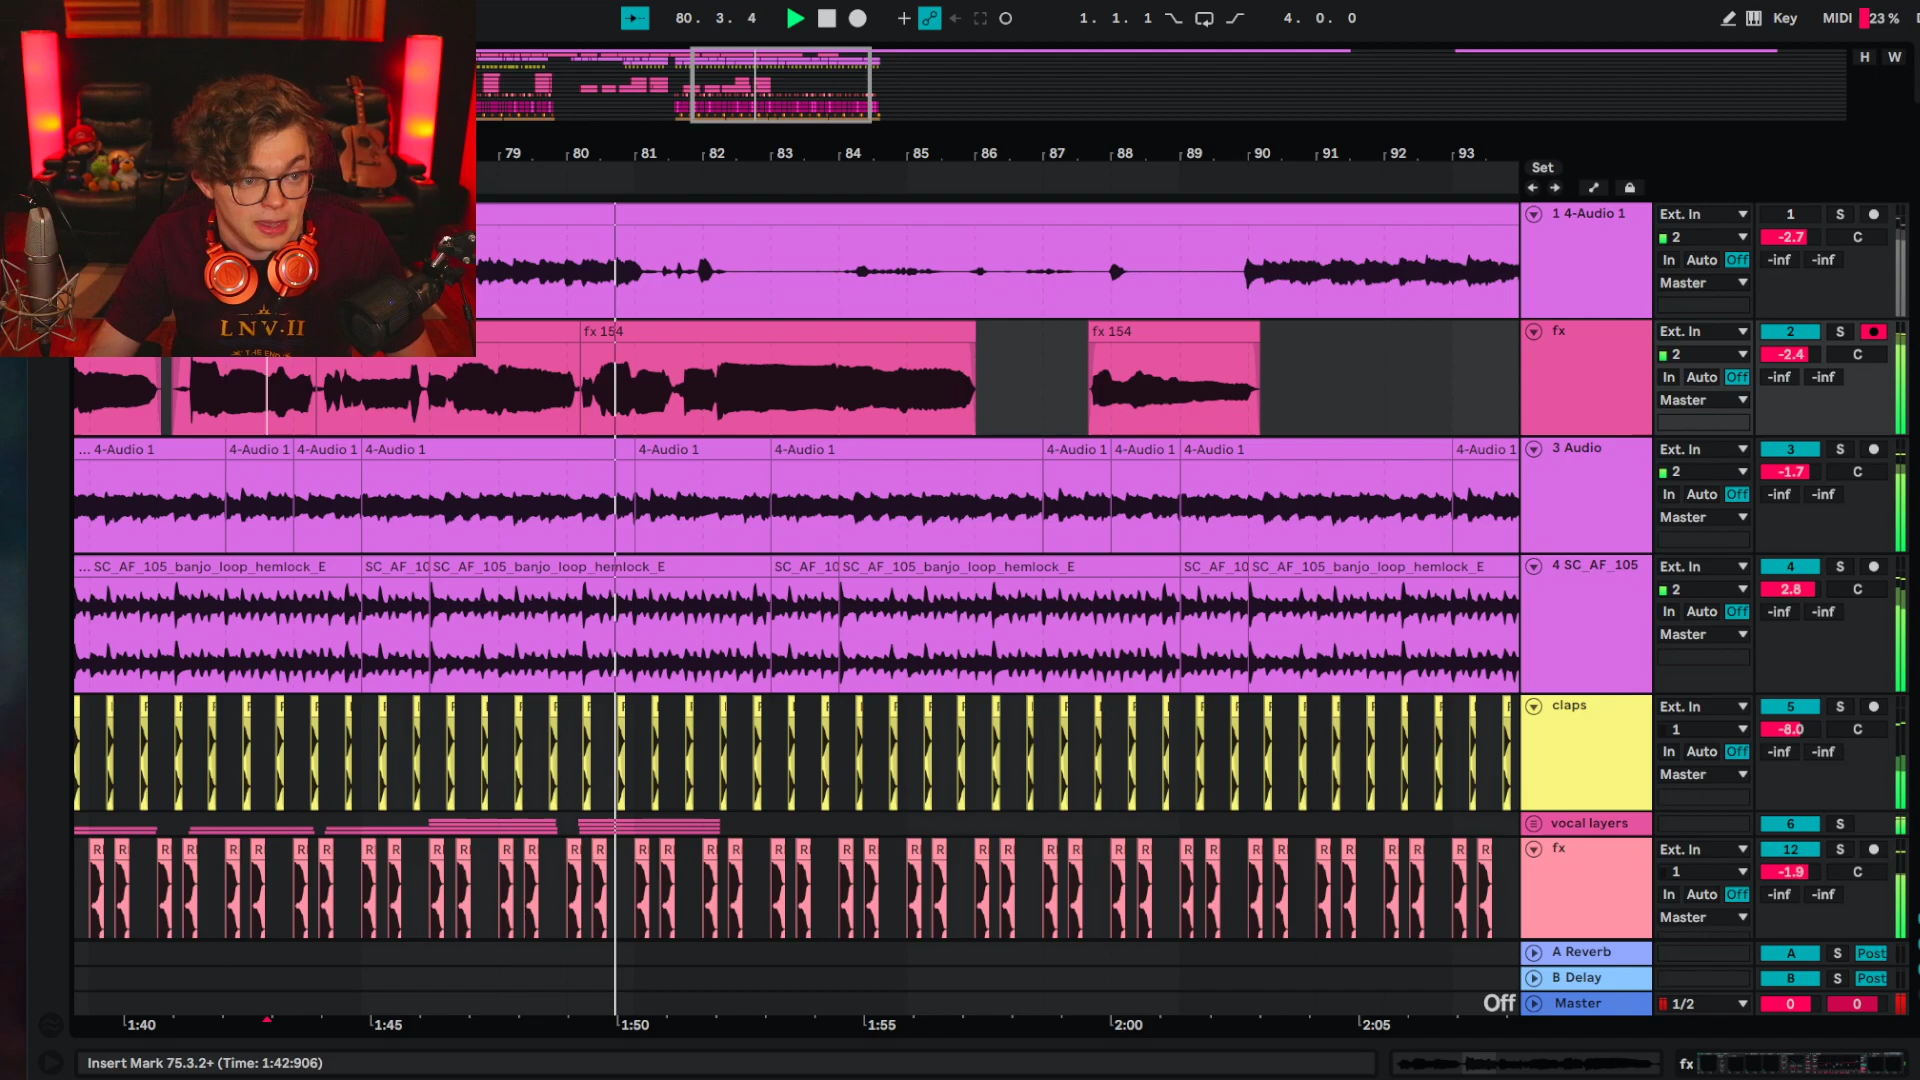 80. 3. 4
1. 1. 1
4. 0. 0
Key
MIDI
23 %
H W
79 80 81 82 83 84 85 86 87 88 89 90 91 92 93
Set
LNV·II
THE END
1 4-Audio 1
Ext. In
1 S
2
-2.7 C
In Auto Off
-inf -inf
Master
fx 154
fx 154
fx
Ext. In
2 S
2
-2.4 C
In Auto Off
-inf -inf
Master
... 4-Audio 1
4-Audio 1
4-Audio 1
4-Audio 1
4-Audio 1
4-Audio 1
4-Audio 1
4-Audio 1
4-Audio 1
4-Audio 1
3 Audio
Ext. In
3 S
2
-1.7 C
In Auto Off
-inf -inf
Master
... SC_AF_105_banjo_loop_hemlock_E
SC_AF_10
SC_AF_105_banjo_loop_hemlock_E
SC_AF_10
SC_AF_105_banjo_loop_hemlock_E
SC_AF_10
SC_AF_105_banjo_loop_hemlock_E
4 SC_AF_105
Ext. In
4 S
2
2.8 C
In Auto Off
-inf -inf
Master
claps
Ext. In
5 S
1
-8.0 C
In Auto Off
-inf -inf
Master
vocal layers
6 S
fx
Ext. In
12 S
1
-1.9 C
In Auto Off
-inf -inf
Master
A Reverb
A S Post
B Delay
B S Post
Off
Master
1/2
0 0
1:40 1:45 1:50 1:55 2:00 2:05
Insert Mark 75.3.2+ (Time: 1:42:906)
fx